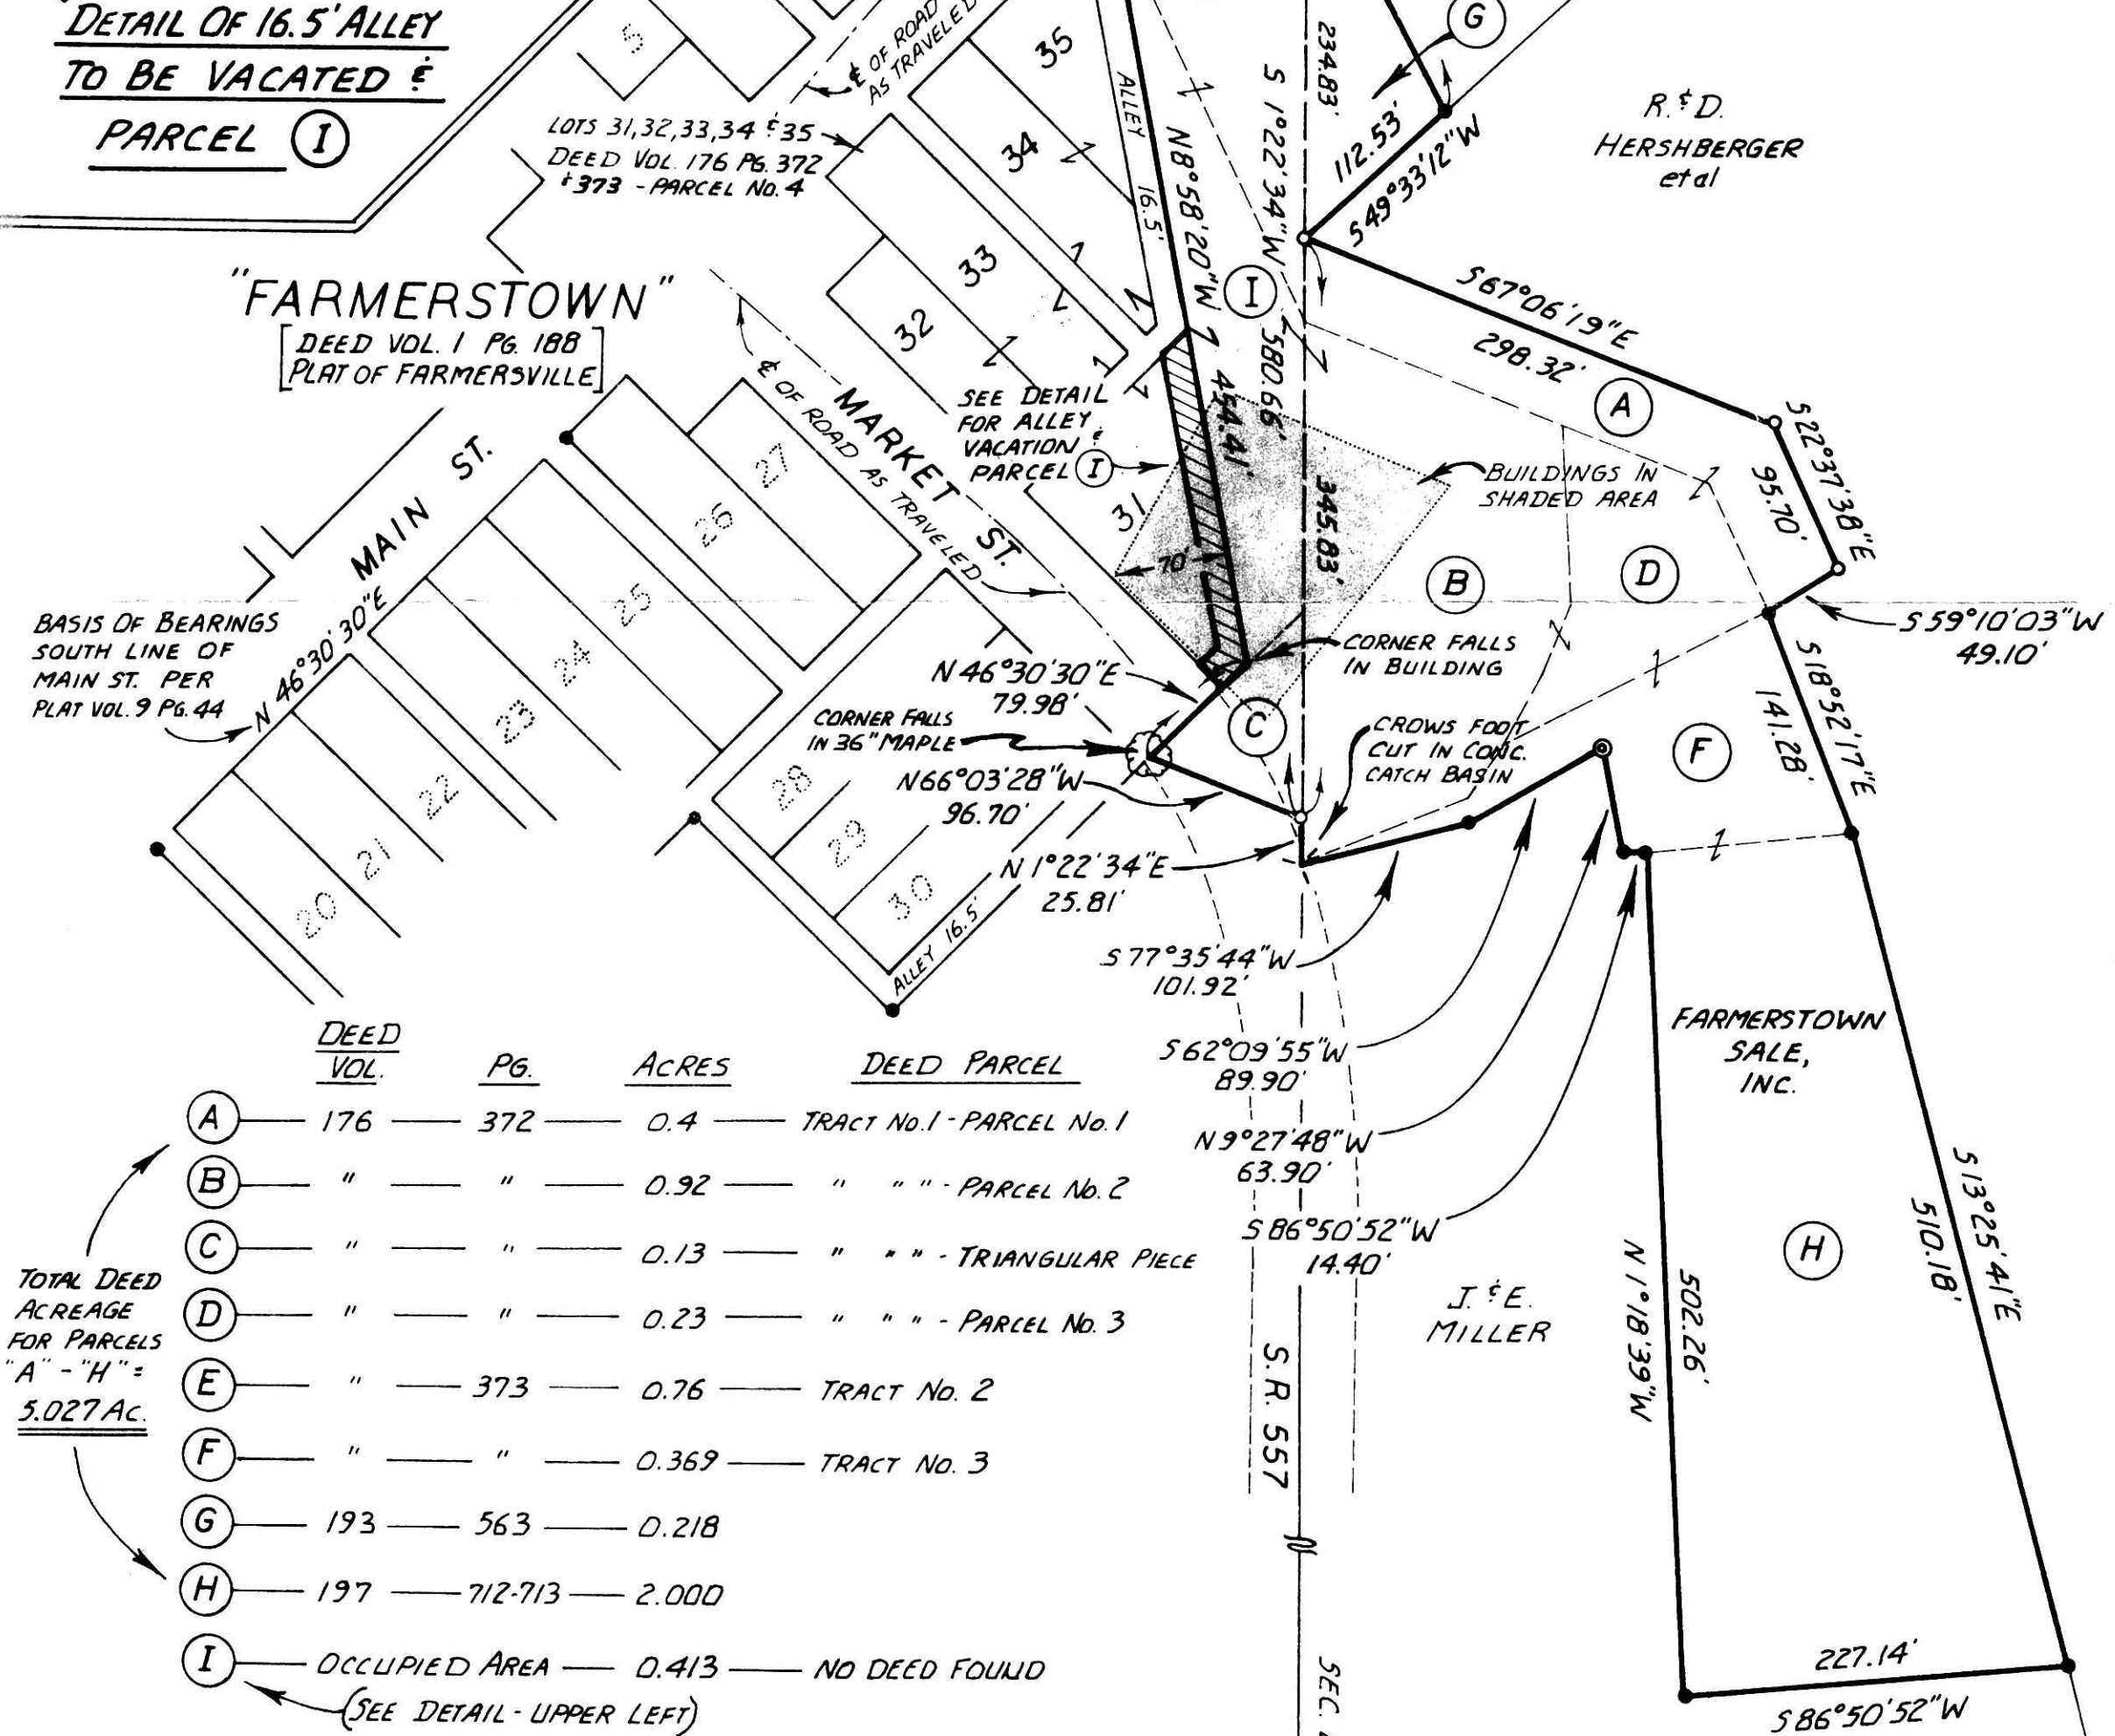 DETAIL OF 16.5' ALLEY
TO BE VACATED &
PARCEL I
5
℄ OF ROAD
AS TRAVELED
35
34
33
32
31
LOTS 31,32,33,34 & 35
DEED VOL. 176 PG. 372
& 373 - PARCEL No. 4
ALLEY 16.5'
N8°58'20"W
454.41'
S 1°22'34"W
580.66'
234.83'
345.83'
G
112.53'
S49°33'12"W
R. & D.
HERSHBERGER
et al
"FARMERSTOWN"
[DEED VOL. 1 PG. 188
PLAT OF FARMERSVILLE]
I
S67°06'19"E
298.32'
A
S22°37'38"E
95.70'
℄ OF ROAD AS TRAVELED
MARKET ST.
SEE DETAIL
FOR ALLEY
VACATION &
PARCEL I
70'
BUILDINGS IN
SHADED AREA
B
D
MAIN ST.
27
26
25
24
23
22
21
20
28
29
30
BASIS OF BEARINGS
SOUTH LINE OF
MAIN ST. PER
PLAT VOL. 9 PG. 44
N 46°30'30"E
S59°10'03"W
49.10'
CORNER FALLS
IN BUILDING
N 46°30'30"E
79.98'
CORNER FALLS
IN 36" MAPLE
C
CROWS FOOT
CUT IN CONC.
CATCH BASIN
F
S18°52'17"E
141.28'
N66°03'28"W
96.70'
N 1°22'34"E
25.81'
ALLEY 16.5'
S 77°35'44"W
101.92'
S62°09'55"W
89.90'
N9°27'48"W
63.90'
S86°50'52"W
14.40'
FARMERSTOWN
SALE,
INC.
H
S13°25'41"E
510.18'
N 1°18'39"W
502.26'
J. & E.
MILLER
S.R. 557
SEC.
227.14'
S86°50'52"W
DEED
VOL. PG. ACRES DEED PARCEL
A 176 372 0.4 TRACT No. 1 - PARCEL No. 1
B " " 0.92 " " " - PARCEL No. 2
C " " 0.13 " " " - TRIANGULAR PIECE
D " " 0.23 " " " - PARCEL No. 3
E " 373 0.76 TRACT No. 2
F " " 0.369 TRACT No. 3
G 193 563 0.218
H 197 712-713 2.000
I OCCUPIED AREA 0.413 NO DEED FOUND
(SEE DETAIL - UPPER LEFT)
TOTAL DEED
ACREAGE
FOR PARCELS
"A" - "H" =
5.027 AC.